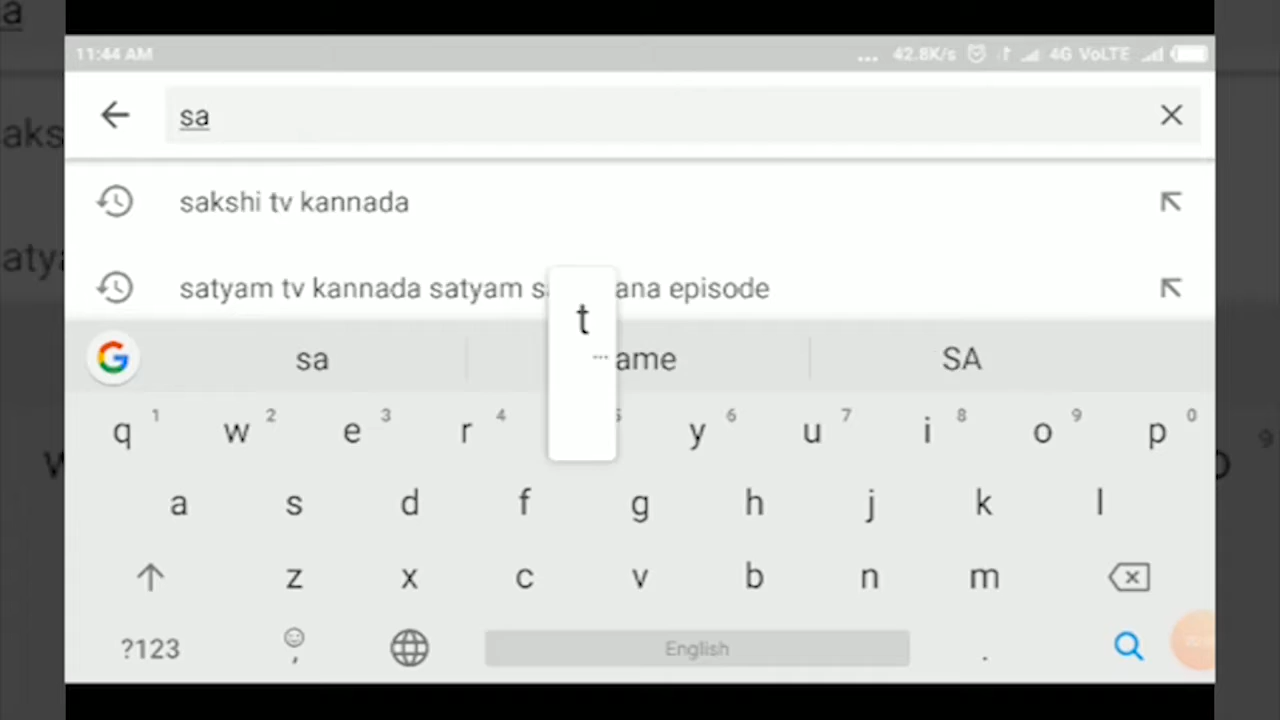 11:44 AM ... 42.8K/s 4G VoLTE
sa
sakshi tv kannada
satyam tv kannada satyam episode
t
...
sa ame SA
q 1 w 2 e 3 r 4 5 y 6 u 7 i 8 o 9 p 0
a s d f g h j k l
z x c v b n m
?123 , English .